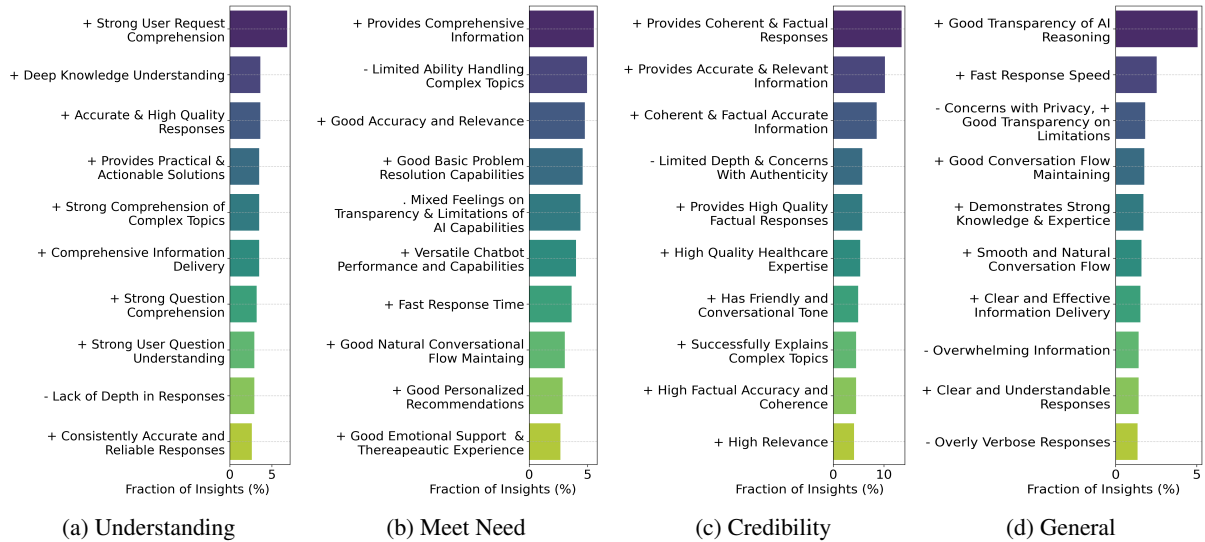 + Strong User Request
Comprehension
+ Deep Knowledge Understanding
+ Accurate & High Quality
Responses
+ Provides Practical &
Actionable Solutions
+ Strong Comprehension of
Complex Topics
+ Comprehensive Information
Delivery
+ Strong Question
Comprehension
+ Strong User Question
Understanding
- Lack of Depth in Responses
+ Consistently Accurate and
Reliable Responses
0 5
Fraction of Insights (%)
(a) Understanding
+ Provides Comprehensive
Information
- Limited Ability Handling
Complex Topics
+ Good Accuracy and Relevance
+ Good Basic Problem
Resolution Capabilities
. Mixed Feelings on
Transparency & Limitations of
AI Capabilities
+ Versatile Chatbot
Performance and Capabilities
+ Fast Response Time
+ Good Natural Conversational
Flow Maintaing
+ Good Personalized
Recommendations
+ Good Emotional Support &
Thereapeautic Experience
0 5
Fraction of Insights (%)
(b) Meet Need
+ Provides Coherent & Factual
Responses
+ Provides Accurate & Relevant
Information
+ Coherent & Factual Accurate
Information
- Limited Depth & Concerns
With Authenticity
+ Provides High Quality
Factual Responses
+ High Quality Healthcare
Expertise
+ Has Friendly and
Conversational Tone
+ Successfully Explains
Complex Topics
+ High Factual Accuracy and
Coherence
+ High Relevance
0 10
Fraction of Insights (%)
(c) Credibility
+ Good Transparency of AI
Reasoning
+ Fast Response Speed
- Concerns with Privacy, +
Good Transparency on
Limitations
+ Good Conversation Flow
Maintaining
+ Demonstrates Strong
Knowledge & Expertice
+ Smooth and Natural
Conversation Flow
+ Clear and Effective
Information Delivery
- Overwhelming Information
+ Clear and Understandable
Responses
- Overly Verbose Responses
0 5
Fraction of Insights (%)
(d) General